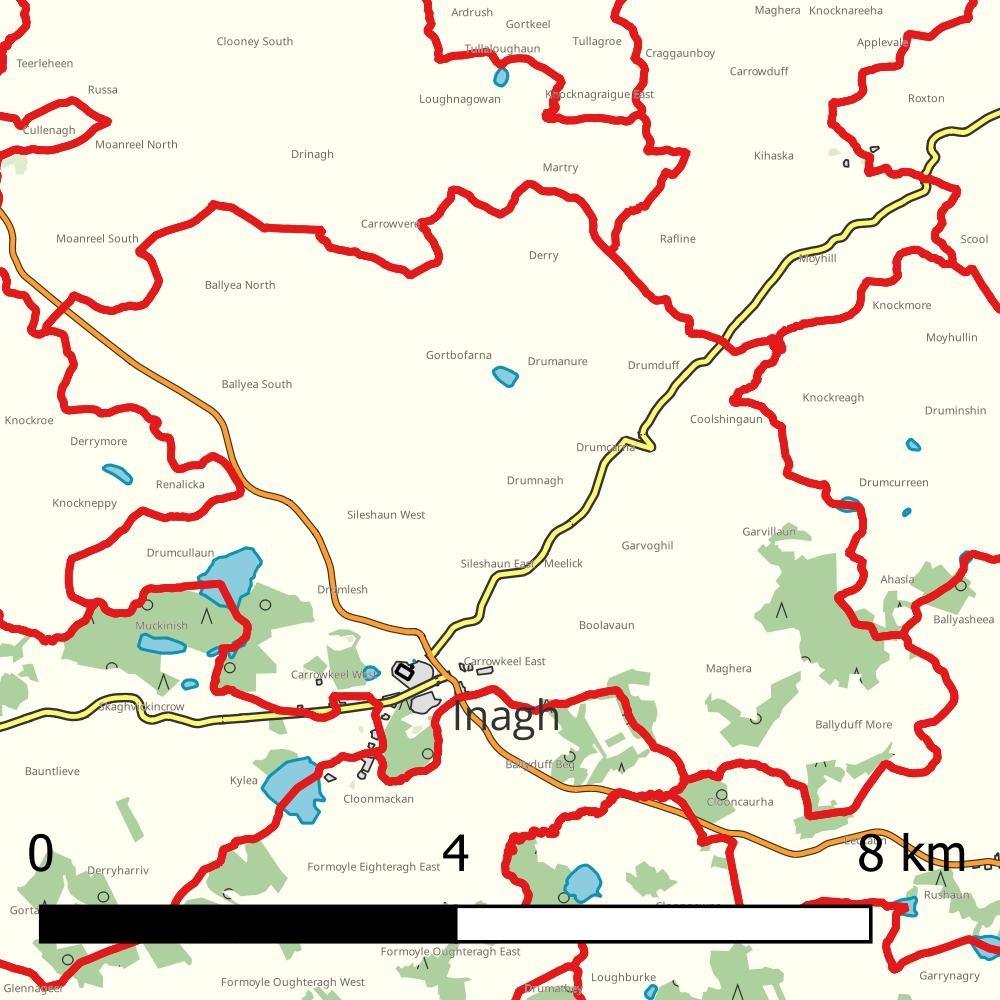 Ardrush
Maghera
Knocknareeha
Gortkeel
Clooney South
Tullagroe
Applevale
Tullaloughaun
Craggaunboy
Teerleheen
Carrowduff
Russa
Knocknagraigue East
Loughnagowan
Roxton
Cullenagh
Moanreel North
Drinagh
Kihaska
Martry
Carrowvere
Moanreel South
Rafline
Scool
Derry
Moyhill
Ballyea North
Knockmore
Moyhullin
Gortbofarna
Drumanure
Drumduff
Ballyea South
Knockreagh
Druminshin
Knockroe
Coolshingaun
Derrymore
Drumcarna
Renalicka
Drumnagh
Drumcurreen
Knockneppy
Sileshaun West
Garvillaun
Garvoghil
Drumcullaun
Sileshaun East
Meelick
Ahasla
Drumlesh
Ballyasheea
Muckinish
Boolavaun
Carrowkeel East
Maghera
Carrowkeel West
Skaghvickincrow
Inagh
Ballyduff More
Ballyduff Beg
Bauntlieve
Kylea
Cloonmackan
Clooncaurha
0 4 8 km
Derryharriv
Formoyle Eighteragh East
Rushaun
Formoyle Oughteragh East
Loughburke
Garrynagry
Formoyle Oughteragh West
Glennageer